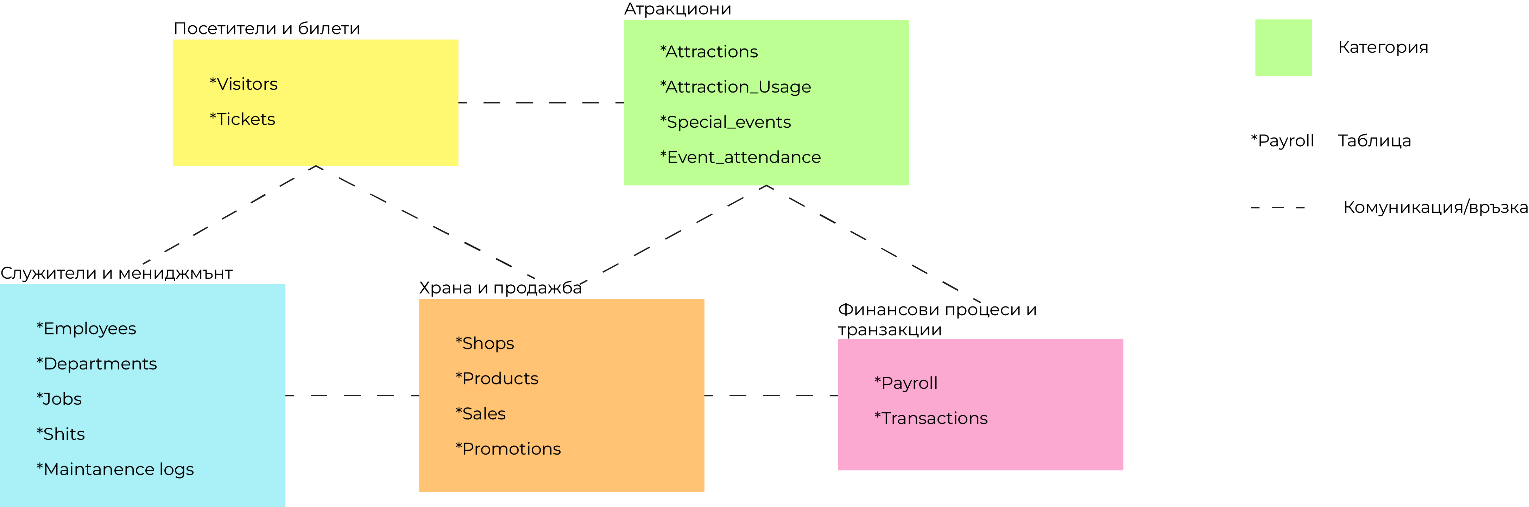 Посетители и билети
*Visitors
*Tickets
Атракциони
*Attractions
*Attraction_Usage
*Special_events
*Event_attendance
Категория
*Payroll Таблица
Комуникация/връзка
Служители и мениджмънт
*Employees
*Departments
*Jobs
*Shits
*Maintanence logs
Храна и продажба
*Shops
*Products
*Sales
*Promotions
Финансови процеси и
транзакции
*Payroll
*Transactions